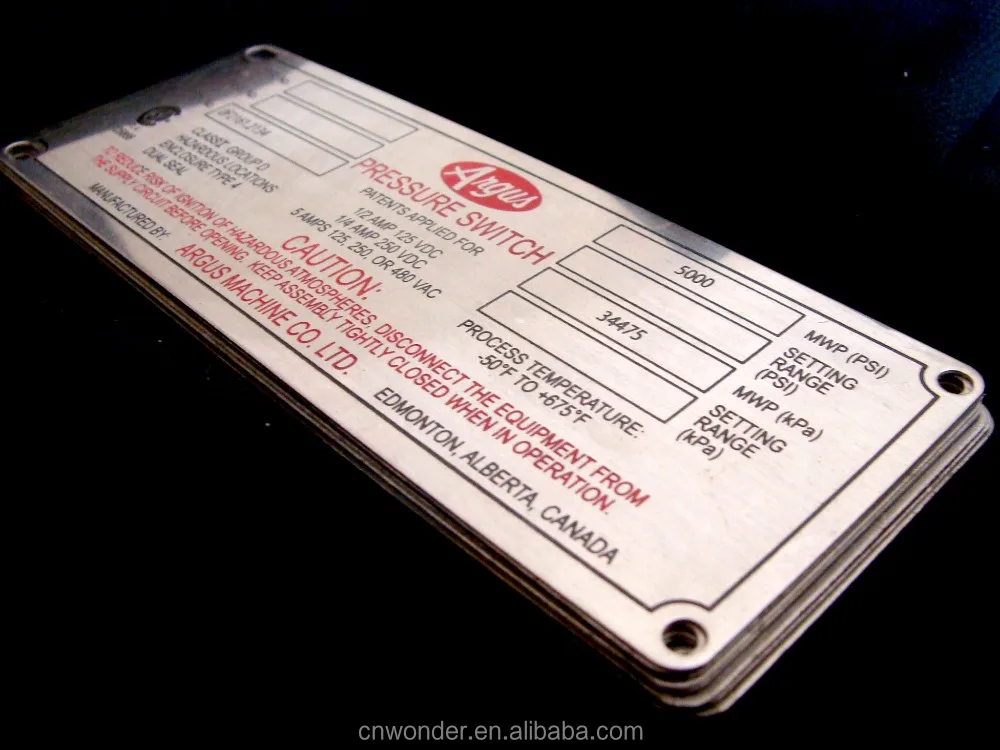 Argus
PRESSURE SWITCH
PATENTS APPLIED FOR
1/2 AMP 125 VDC
1/4 AMP 250 VDC
5 AMPS 125, 250, OR 480 VAC
GROUP D
HAZARDOUS LOCATIONS
ENCLOSURE TYPE 4
DUAL SEAL
5000
MWP (PSI)
SETTING
RANGE
(PSI)
34475
MWP (kPa)
SETTING
RANGE
(kPa)
PROCESS TEMPERATURE:
-50°F TO +675°F
CAUTION:
TO REDUCE RISK OF IGNITION OF HAZARDOUS ATMOSPHERES, DISCONNECT THE EQUIPMENT FROM
THE SUPPLY CIRCUIT BEFORE OPENING. KEEP ASSEMBLY TIGHTLY CLOSED WHEN IN OPERATION.
MANUFACTURED BY:
ARGUS MACHINE CO. LTD.
EDMONTON, ALBERTA, CANADA
cnwonder.en.alibaba.com